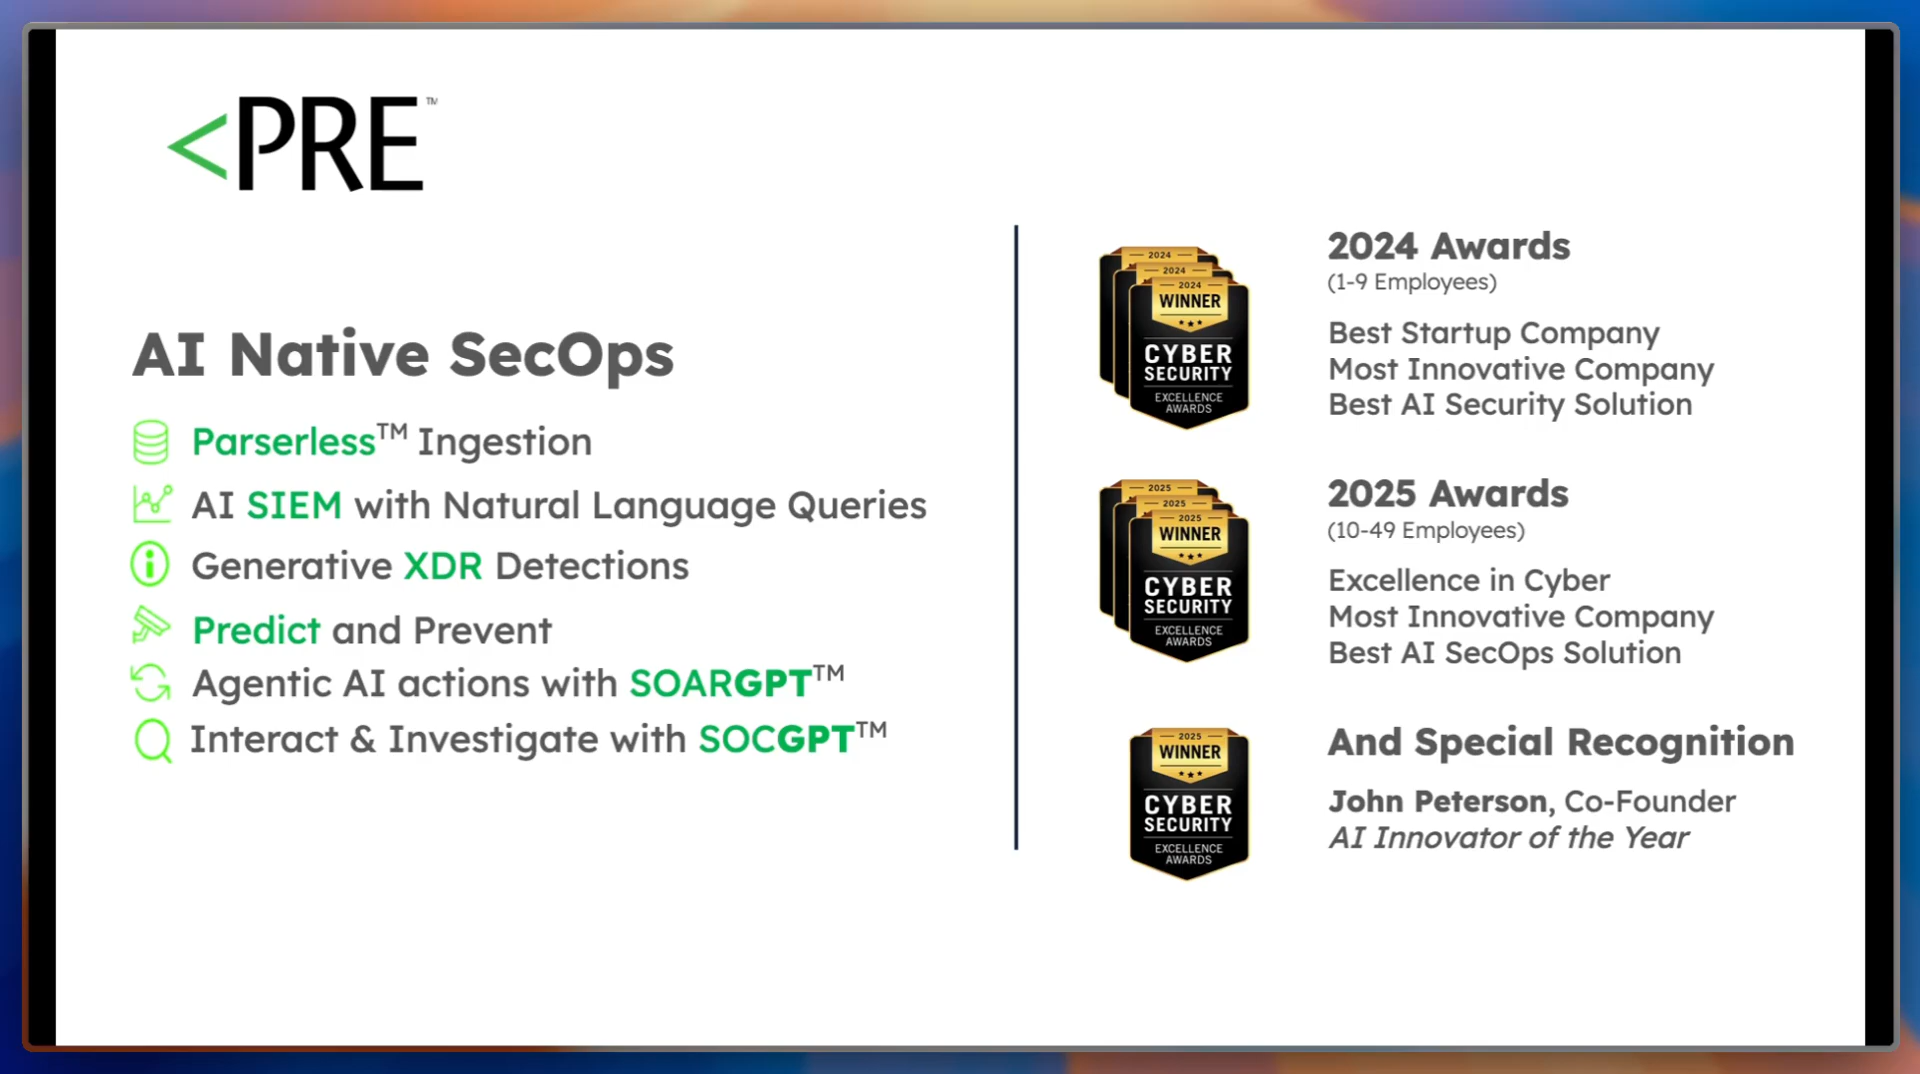 <PRE™
AI Native SecOps
Parserless™ Ingestion
AI SIEM with Natural Language Queries
Generative XDR Detections
Predict and Prevent
Agentic AI actions with SOARGPT™
Interact & Investigate with SOCGPT™
2024
2024
2024
WINNER
CYBER
SECURITY
EXCELLENCE
AWARDS
2024 Awards
(1-9 Employees)
Best Startup Company
Most Innovative Company
Best AI Security Solution
2025
2025
2025
WINNER
CYBER
SECURITY
EXCELLENCE
AWARDS
2025 Awards
(10-49 Employees)
Excellence in Cyber
Most Innovative Company
Best AI SecOps Solution
2025
WINNER
CYBER
SECURITY
EXCELLENCE
AWARDS
And Special Recognition
John Peterson, Co-Founder
AI Innovator of the Year